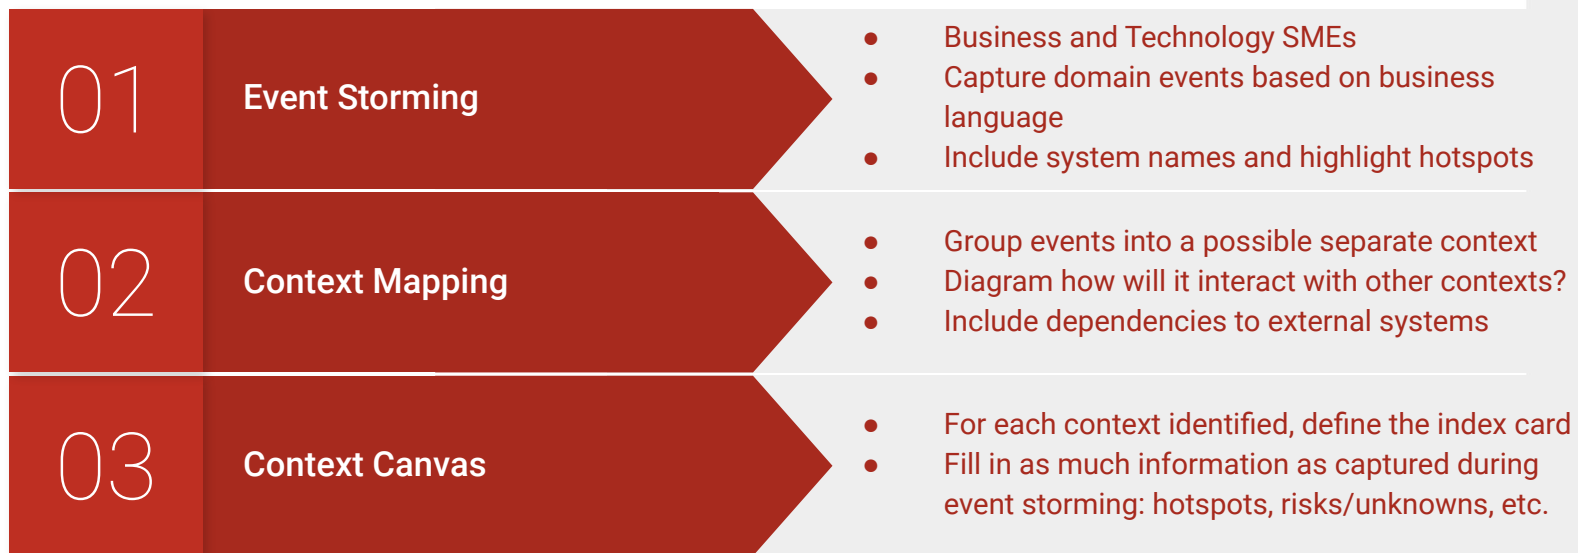 01
Event Storming
● Business and Technology SMEs
● Capture domain events based on business
language
● Include system names and highlight hotspots
02
Context Mapping
● Group events into a possible separate context
● Diagram how will it interact with other contexts?
● Include dependencies to external systems
03
Context Canvas
● For each context identified, define the index card
● Fill in as much information as captured during
event storming: hotspots, risks/unknowns, etc.